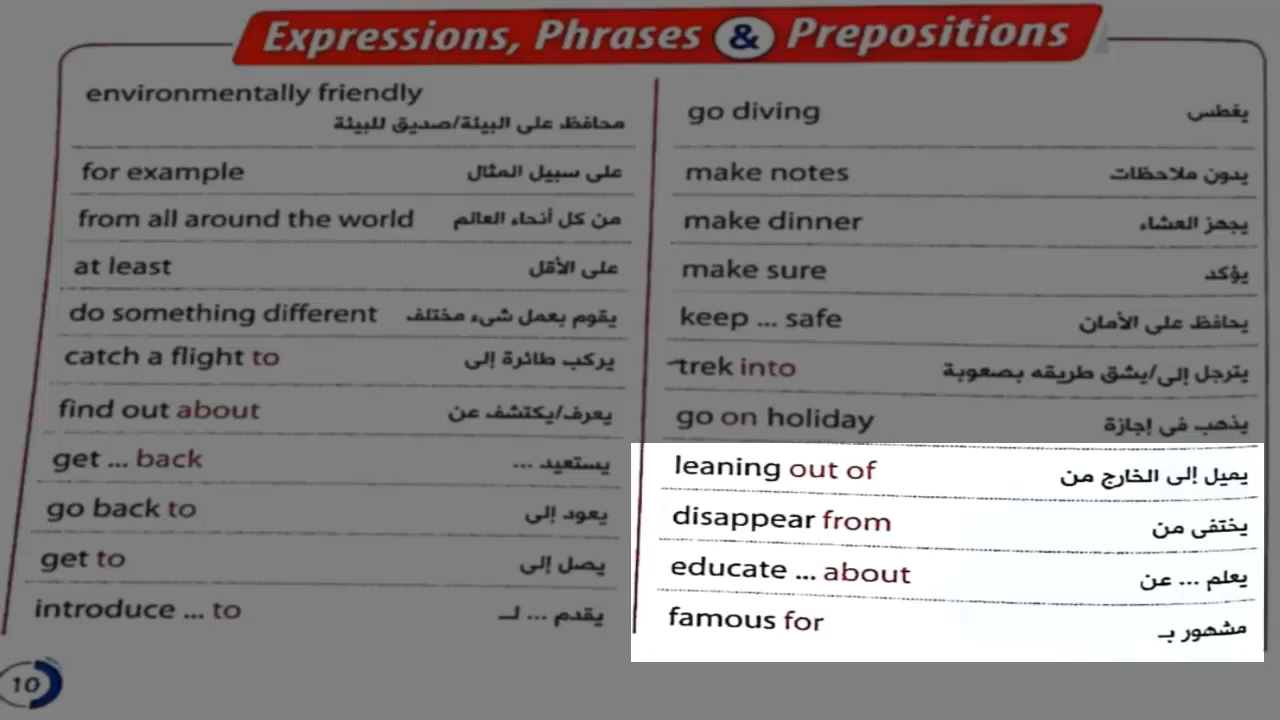 Expressions, Phrases & Prepositions
environmentally friendly
محافظ على البيئة/صديق للبيئة
for example على سبيل المثال
from all around the world من كل أنحاء العالم
at least على الأقل
do something different يقوم بعمل شىء مختلف
catch a flight to يركب طائرة إلى
find out about يعرف/يكتشف عن
get ... back يستعيد ...
go back to يعود إلى
get to يصل إلى
introduce ... to يقدم ... لـ
go diving يغطس
make notes يدون ملاحظات
make dinner يجهز العشاء
make sure يؤكد
keep ... safe يحافظ على الأمان
trek into يترجل إلى/يشق طريقه بصعوبة
go on holiday يذهب فى إجازة
leaning out of يميل إلى الخارج من
disappear from يختفى من
educate ... about يعلم ... عن
famous for مشهور بـ
10